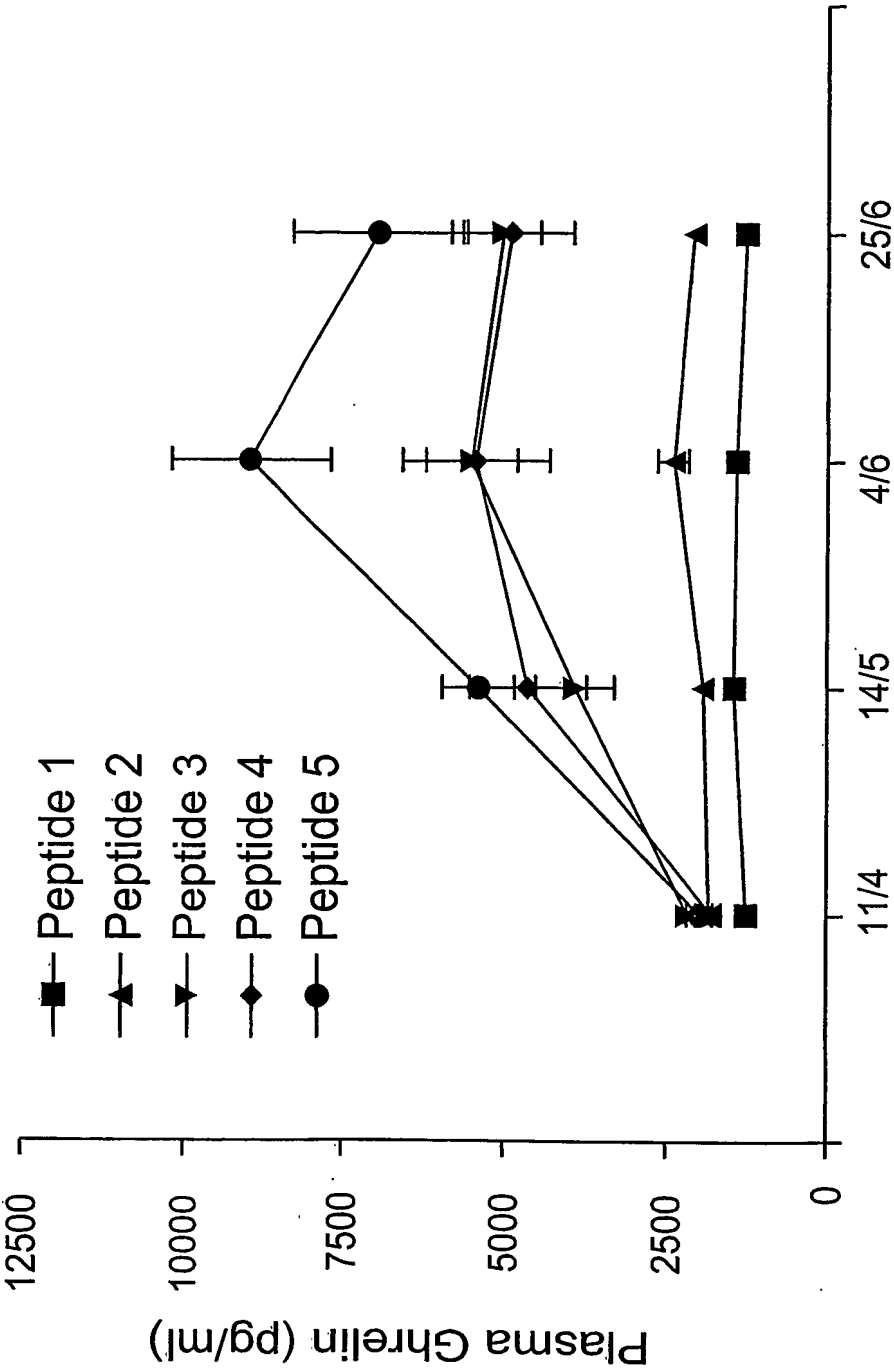 12500
10000
7500
5000
2500
0
Plasma Ghrelin (pg/ml)
Peptide 1
Peptide 2
Peptide 3
Peptide 4
Peptide 5
11/4
14/5
4/6
25/6